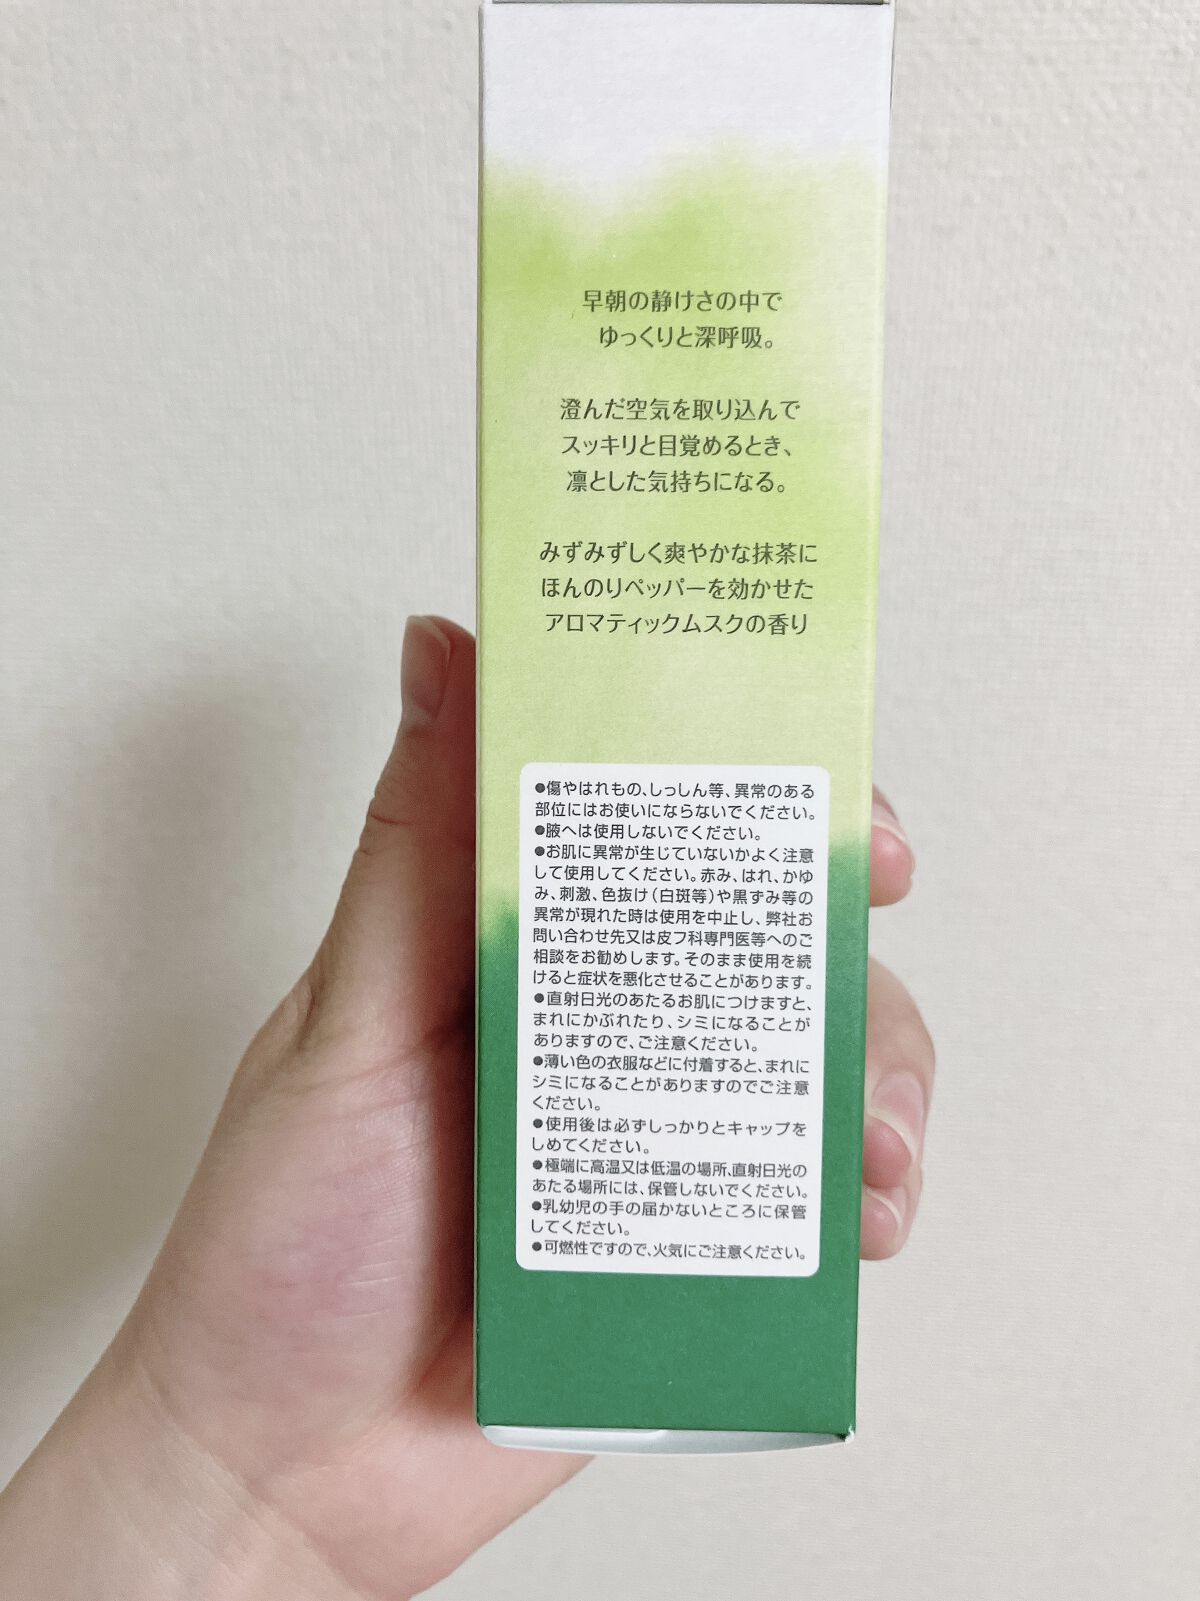 早朝の静けさの中で
ゆっくりと深呼吸。
澄んだ空気を取り込んで
スッキリと目覚めるとき、
凛とした気持ちになる。
みずみずしく爽やかな抹茶に
ほんのりペッパーを効かせた
アロマティックムスクの香り
●傷やはれもの、しっしん等、異常のある
部位にはお使いにならないでください。
●腋へは使用しないでください。
●お肌に異常が生じていないかよく注意
して使用してください。赤み、はれ、かゆ
み、刺激、色抜け(白斑等)や黒ずみ等の
異常が現れた時は使用を中止し、弊社お
問い合わせ先又は皮フ科専門医等へのご
相談をお勧めします。そのまま使用を続
けると症状を悪化させることがあります。
●直射日光のあたるお肌につけますと、
まれにかぶれたり、シミになることが
ありますので、ご注意ください。
●薄い色の衣服などに付着すると、まれに
シミになることがありますのでご注意
ください。
●使用後は必ずしっかりとキャップを
しめてください。
●極端に高温又は低温の場所、直射日光の
あたる場所には、保管しないでください。
●乳幼児の手の届かないところに保管
してください。
●可燃性ですので、火気にご注意ください。